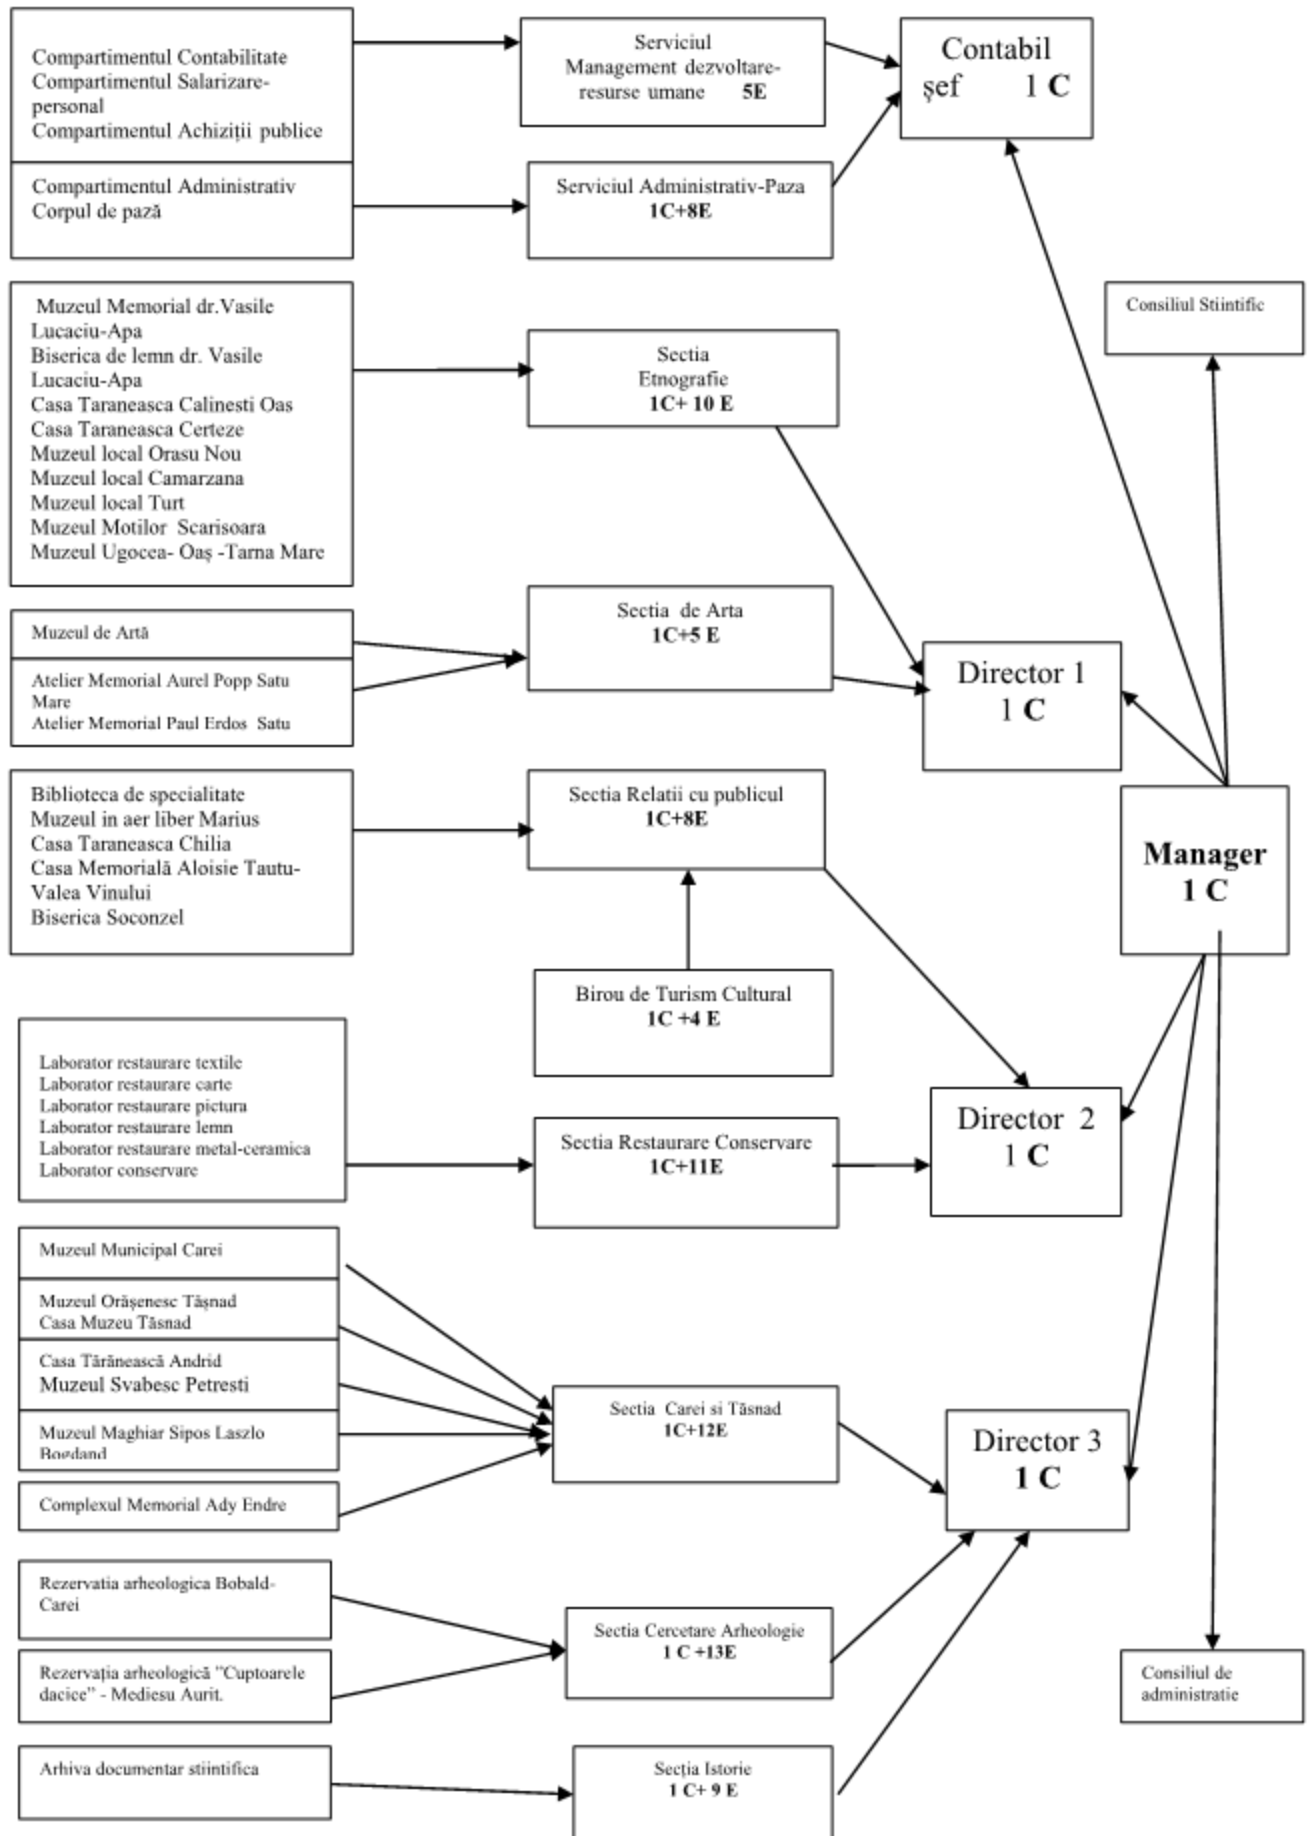 Compartimentul Contabilitate
Compartimentul Salarizare-
personal
Compartimentul Achiziții publice
Serviciul
Management dezvoltare-
resurse umane 5E
Contabil
șef 1 C
Compartimentul Administrativ
Corpul de pază
Serviciul Administrativ-Paza
1C+8E
Consiliul Stiintific
Muzeul Memorial dr.Vasile
Lucaciu-Apa
Biserica de lemn dr. Vasile
Lucaciu-Apa
Casa Taraneasca Calinesti Oas
Casa Taraneasca Certeze
Muzeul local Orasu Nou
Muzeul local Camarzana
Muzeul local Turt
Muzeul Motilor Scarisoara
Muzeul Ugocea- Oaș -Tarna Mare
Sectia
Etnografie
1C+ 10 E
Muzeul de Artă
Atelier Memorial Aurel Popp Satu
Mare
Atelier Memorial Paul Erdos Satu
Sectia de Arta
1C+5 E
Director 1
1 C
Biblioteca de specialitate
Muzeul in aer liber Marius
Casa Taraneasca Chilia
Casa Memorială Aloisie Tautu-
Valea Vinului
Biserica Soconzel
Sectia Relatii cu publicul
1C+8E
Manager
1 C
Birou de Turism Cultural
1C +4 E
Laborator restaurare textile
Laborator restaurare carte
Laborator restaurare pictura
Laborator restaurare lemn
Laborator restaurare metal-ceramica
Laborator conservare
Sectia Restaurare Conservare
1C+11E
Director 2
1 C
Muzeul Municipal Carei
Muzeul Orășenesc Tășnad
Casa Muzeu Tăsnad
Casa Tărănească Andrid
Muzeul Svabesc Petresti
Muzeul Maghiar Sipos Laszlo
Bogdand
Complexul Memorial Ady Endre
Sectia Carei si Tăsnad
1C+12E
Director 3
1 C
Rezervatia arheologica Bobald-
Carei
Rezervația arheologică ”Cuptoarele
dacice” - Mediesu Aurit.
Sectia Cercetare Arheologie
1 C +13E
Consiliul de
administratie
Arhiva documentar stiintifica
Secția Istorie
1 C+ 9 E